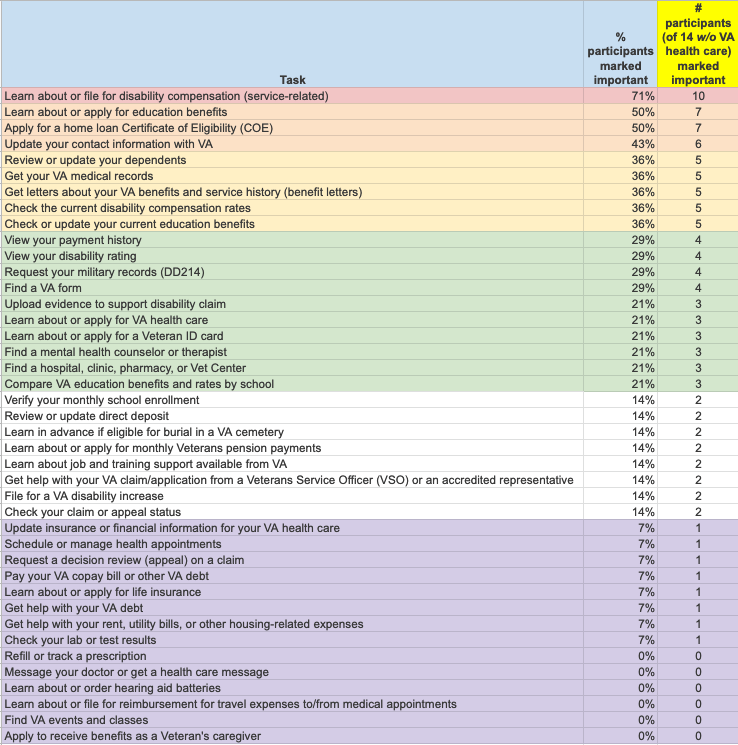 Task % participants marked important # participants (of 14 w/o VA health care) marked important
Learn about or file for disability compensation (service-related) 71% 10
Learn about or apply for education benefits 50% 7
Apply for a home loan Certificate of Eligibility (COE) 50% 7
Update your contact information with VA 43% 6
Review or update your dependents 36% 5
Get your VA medical records 36% 5
Get letters about your VA benefits and service history (benefit letters) 36% 5
Check the current disability compensation rates 36% 5
Check or update your current education benefits 36% 5
View your payment history 29% 4
View your disability rating 29% 4
Request your military records (DD214) 29% 4
Find a VA form 29% 4
Upload evidence to support disability claim 21% 3
Learn about or apply for VA health care 21% 3
Learn about or apply for a Veteran ID card 21% 3
Find a mental health counselor or therapist 21% 3
Find a hospital, clinic, pharmacy, or Vet Center 21% 3
Compare VA education benefits and rates by school 21% 3
Verify your monthly school enrollment 14% 2
Review or update direct deposit 14% 2
Learn in advance if eligible for burial in a VA cemetery 14% 2
Learn about or apply for monthly Veterans pension payments 14% 2
Learn about job and training support available from VA 14% 2
Get help with your VA claim/application from a Veterans Service Officer (VSO) or an accredited representative 14% 2
File for a VA disability increase 14% 2
Check your claim or appeal status 14% 2
Update insurance or financial information for your VA health care 7% 1
Schedule or manage health appointments 7% 1
Request a decision review (appeal) on a claim 7% 1
Pay your VA copay bill or other VA debt 7% 1
Learn about or apply for life insurance 7% 1
Get help with your VA debt 7% 1
Get help with your rent, utility bills, or other housing-related expenses 7% 1
Check your lab or test results 7% 1
Refill or track a prescription 0% 0
Message your doctor or get a health care message 0% 0
Learn about or order hearing aid batteries 0% 0
Learn about or file for reimbursement for travel expenses to/from medical appointments 0% 0
Find VA events and classes 0% 0
Apply to receive benefits as a Veteran's caregiver 0% 0